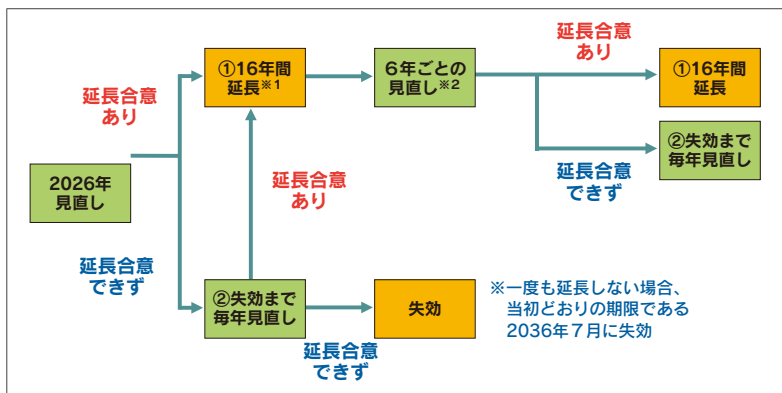 延長合意
あり
2026年
見直し
延長合意
できず
①16年間
延長※1
6年ごとの
見直し※2
延長合意
あり
①16年間
延長
②失効まで
毎年見直し
延長合意
できず
延長合意
あり
②失効まで
毎年見直し
延長合意
できず
失効
※一度も延長しない場合、
当初どおりの期限である
2036年7月に失効